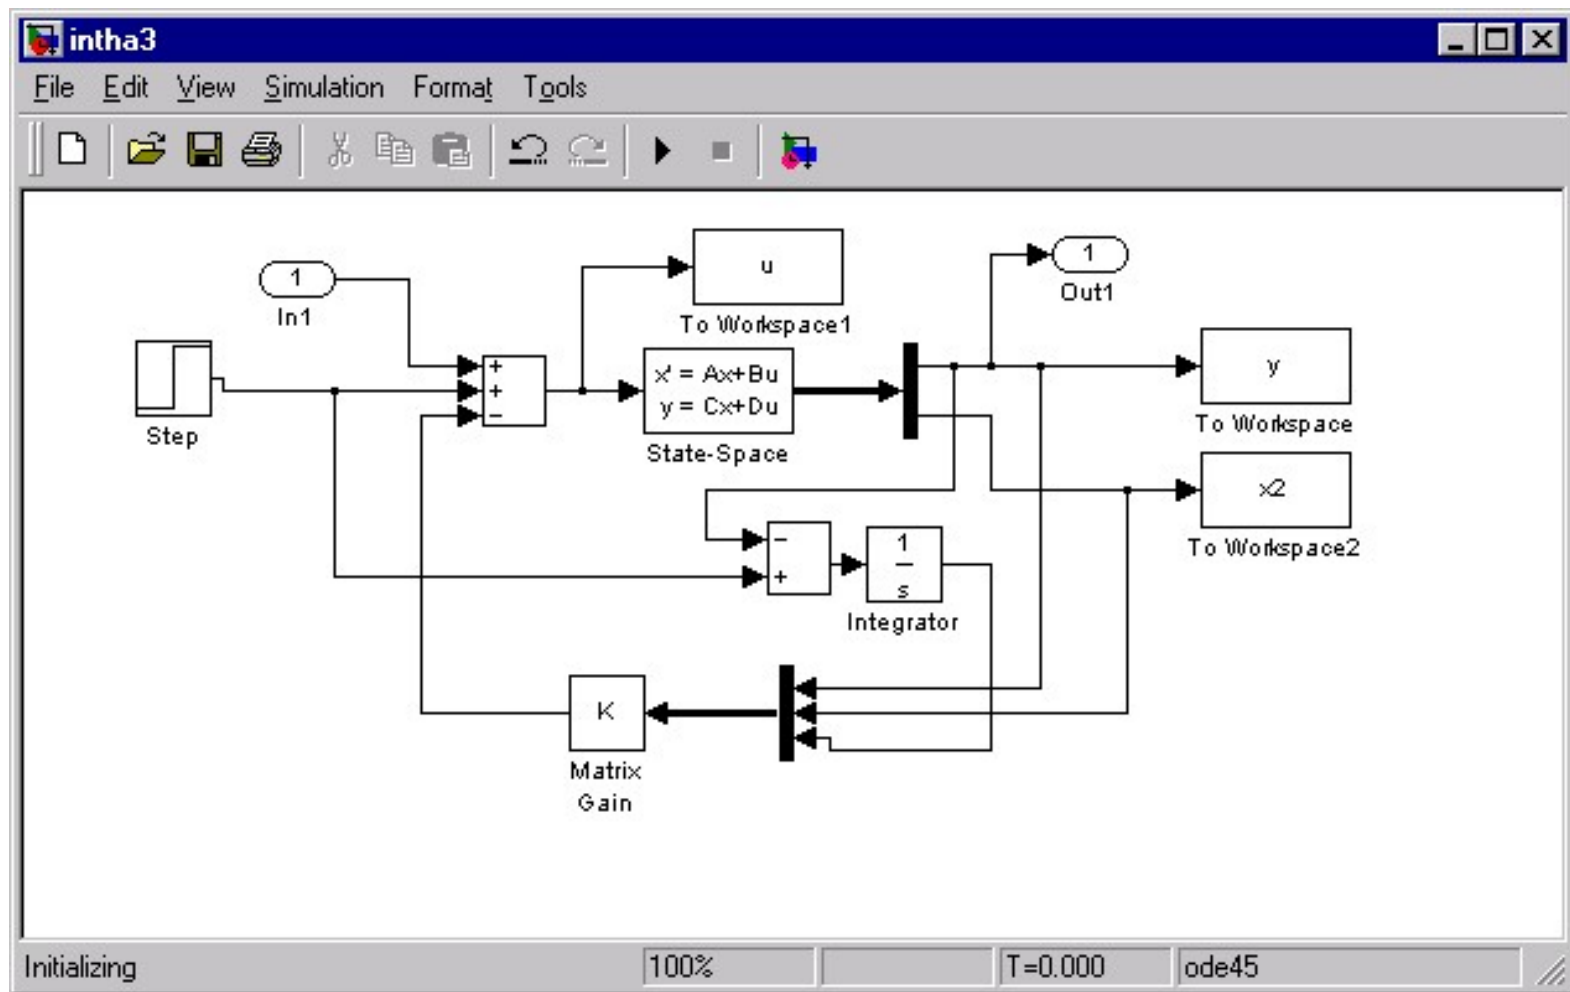 intha3
File Edit View Simulation Format Tools
1
In1
u
To Workspace1
1
Out1
Step
+
+
−
x' = Ax+Bu
y = Cx+Du
State-Space
y
To Workspace
x2
To Workspace2
−
+
1
s
Integrator
K
Matrix
Gain
Initializing 100% T=0.000 ode45